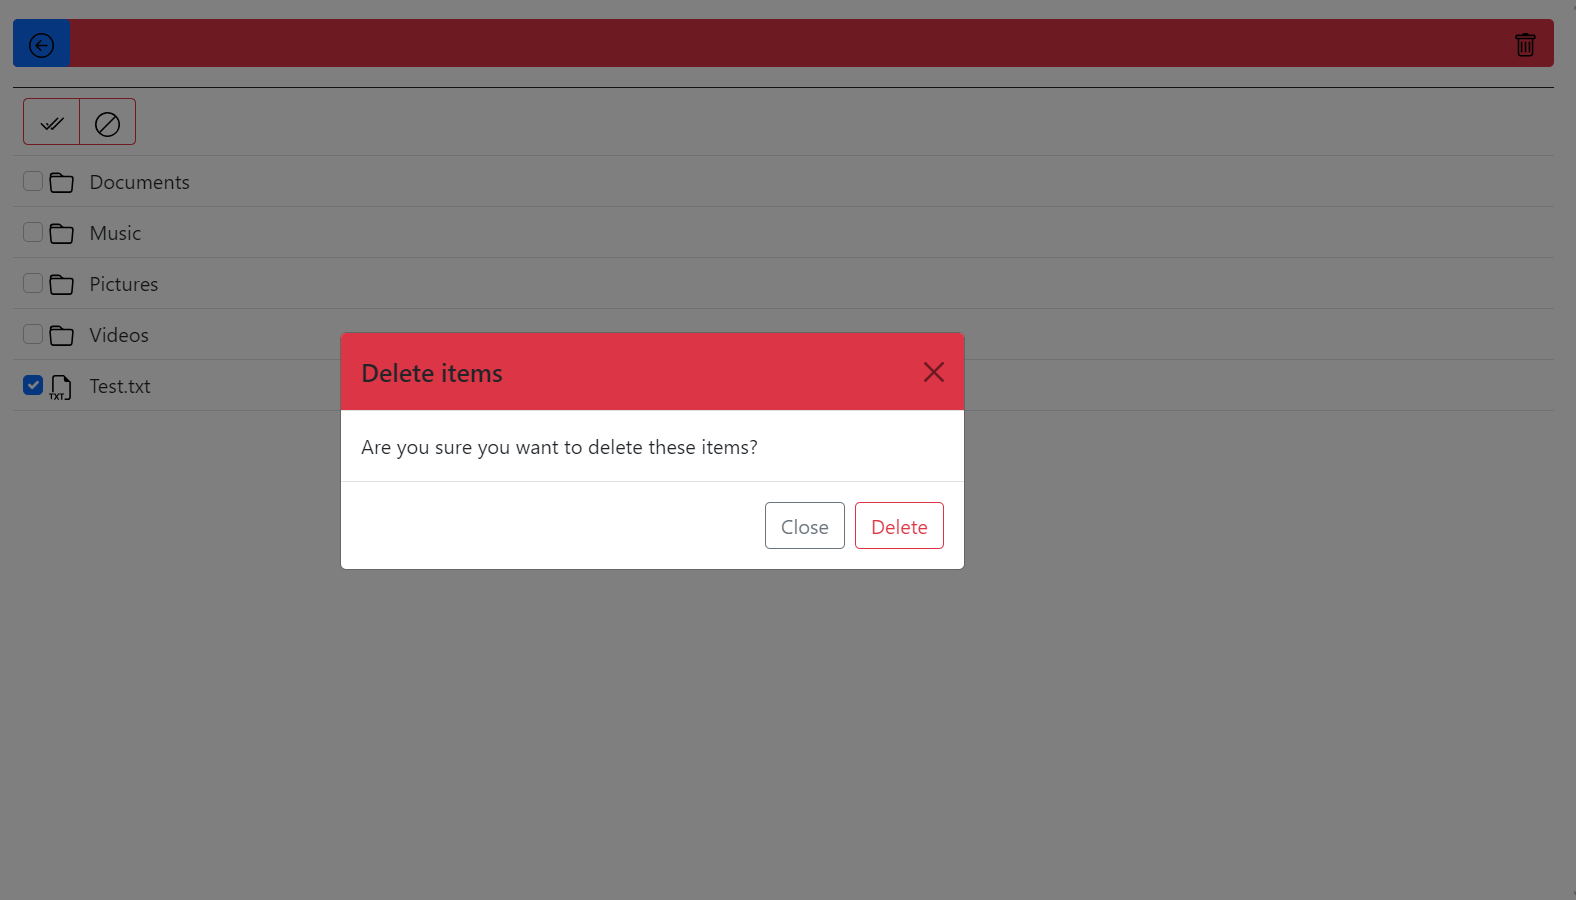 Documents
Music
Pictures
Videos
TXT Test.txt
Delete items
Are you sure you want to delete these items?
Close Delete